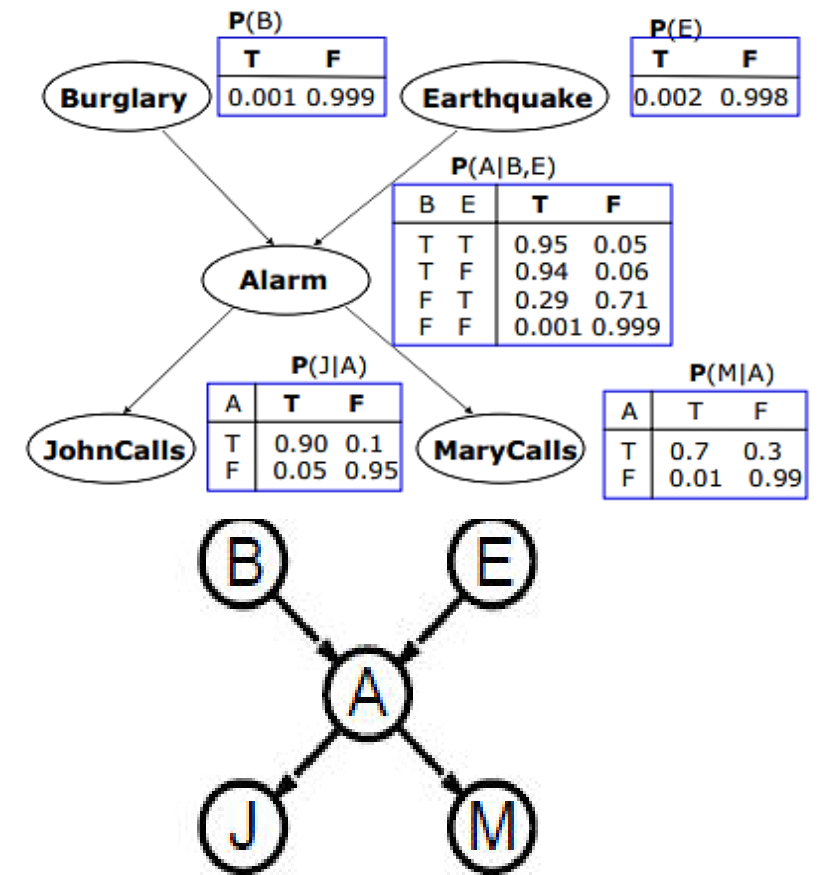 P(B)
T F
0.001 0.999
Burglary
P(E)
T F
0.002 0.998
Earthquake
P(A|B,E)
B E T F
T T 0.95 0.05
T F 0.94 0.06
F T 0.29 0.71
F F 0.001 0.999
Alarm
P(J|A)
A T F
T 0.90 0.1
F 0.05 0.95
JohnCalls
P(M|A)
A T F
T 0.7 0.3
F 0.01 0.99
MaryCalls
B E
A
J M